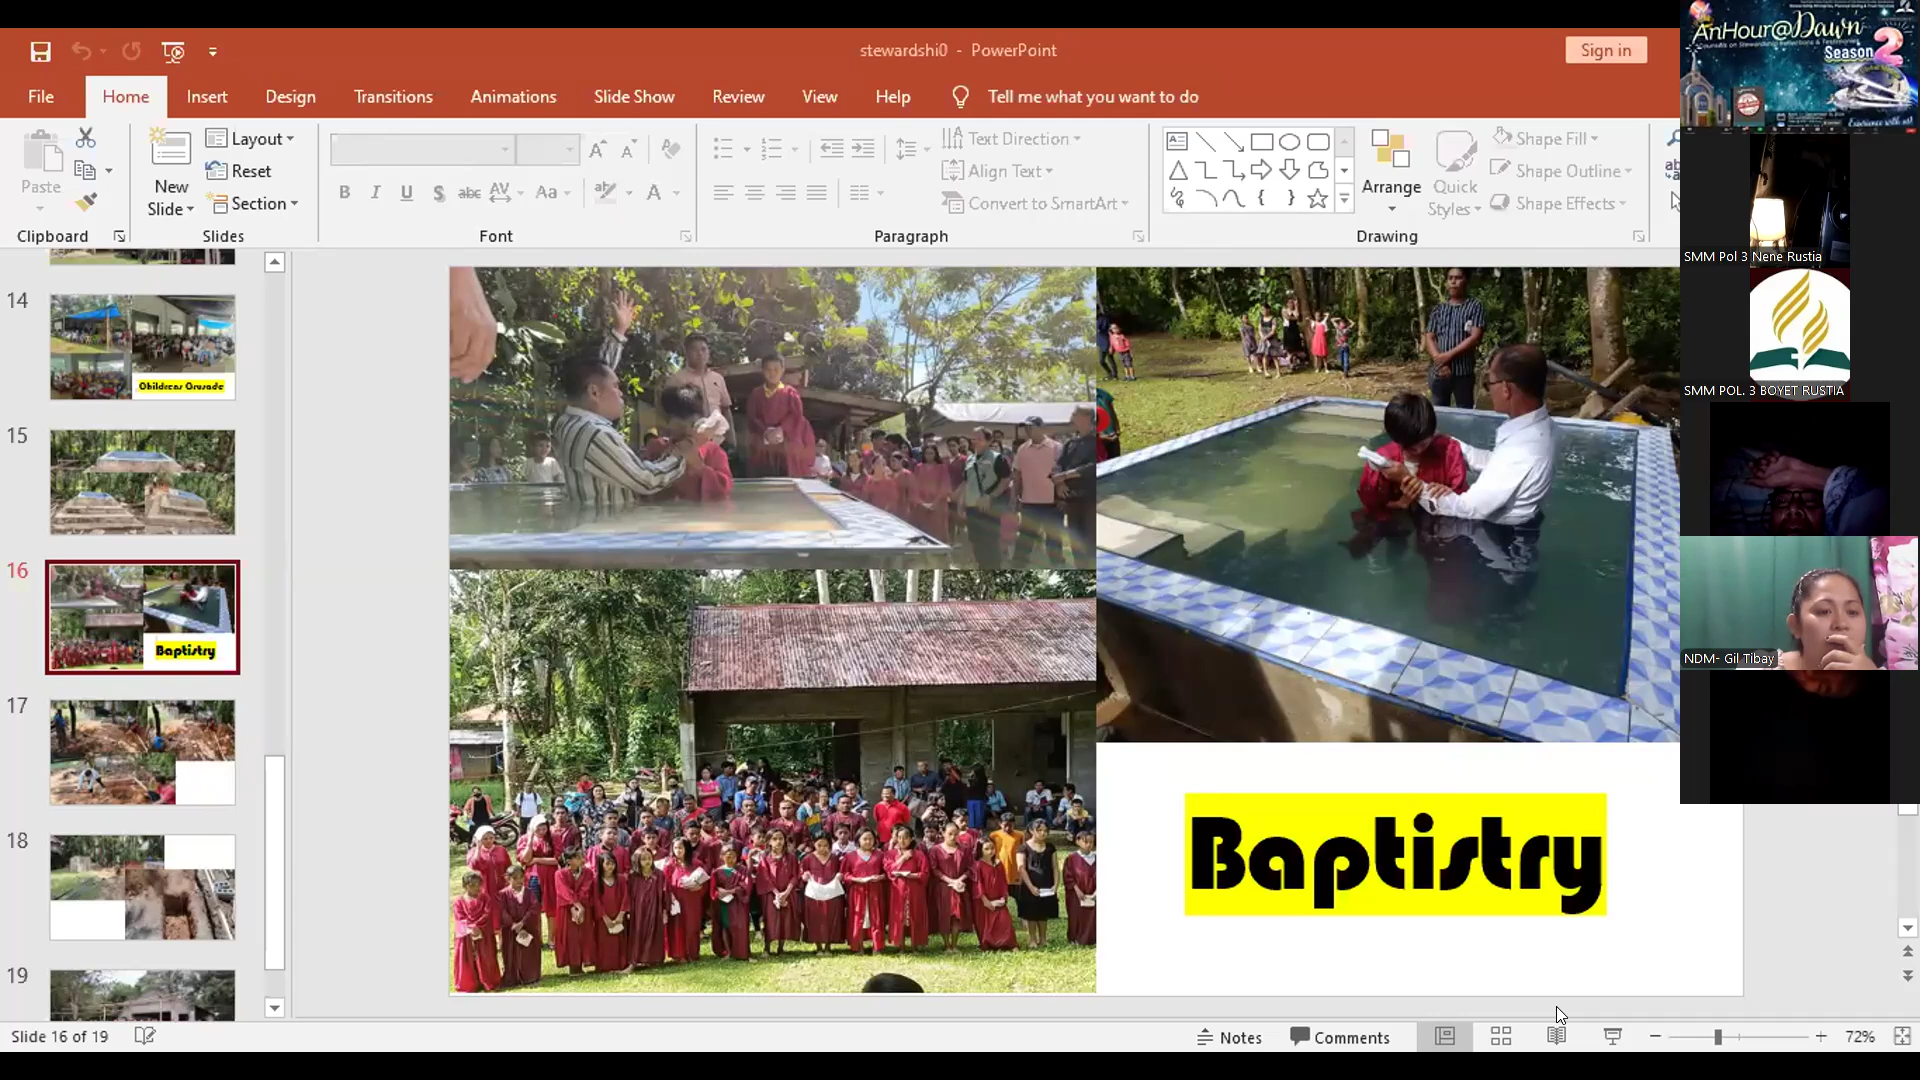 stewardshi0 - PowerPoint
Sign in
File
Home
Insert
Design
Transitions
Animations
Slide Show
Review
View
Help
Tell me what you want to do
Paste
New
Slide
Layout
Reset
Section
Text Direction
Align Text
Convert to SmartArt
Arrange
Quick
Styles
Shape Fill
Shape Outline
Shape Effects
Clipboard
Slides
Font
Paragraph
Drawing
14
Childrens Crusade
15
16
Baptistry
17
18
19
Baptistry
AnHour@Dawn
Season 2
SMM Pol 3 Nene Rustia
SMM POL. 3 BOYET RUSTIA
NDM- Gil Tibay
Slide 16 of 19
Notes
Comments
72%